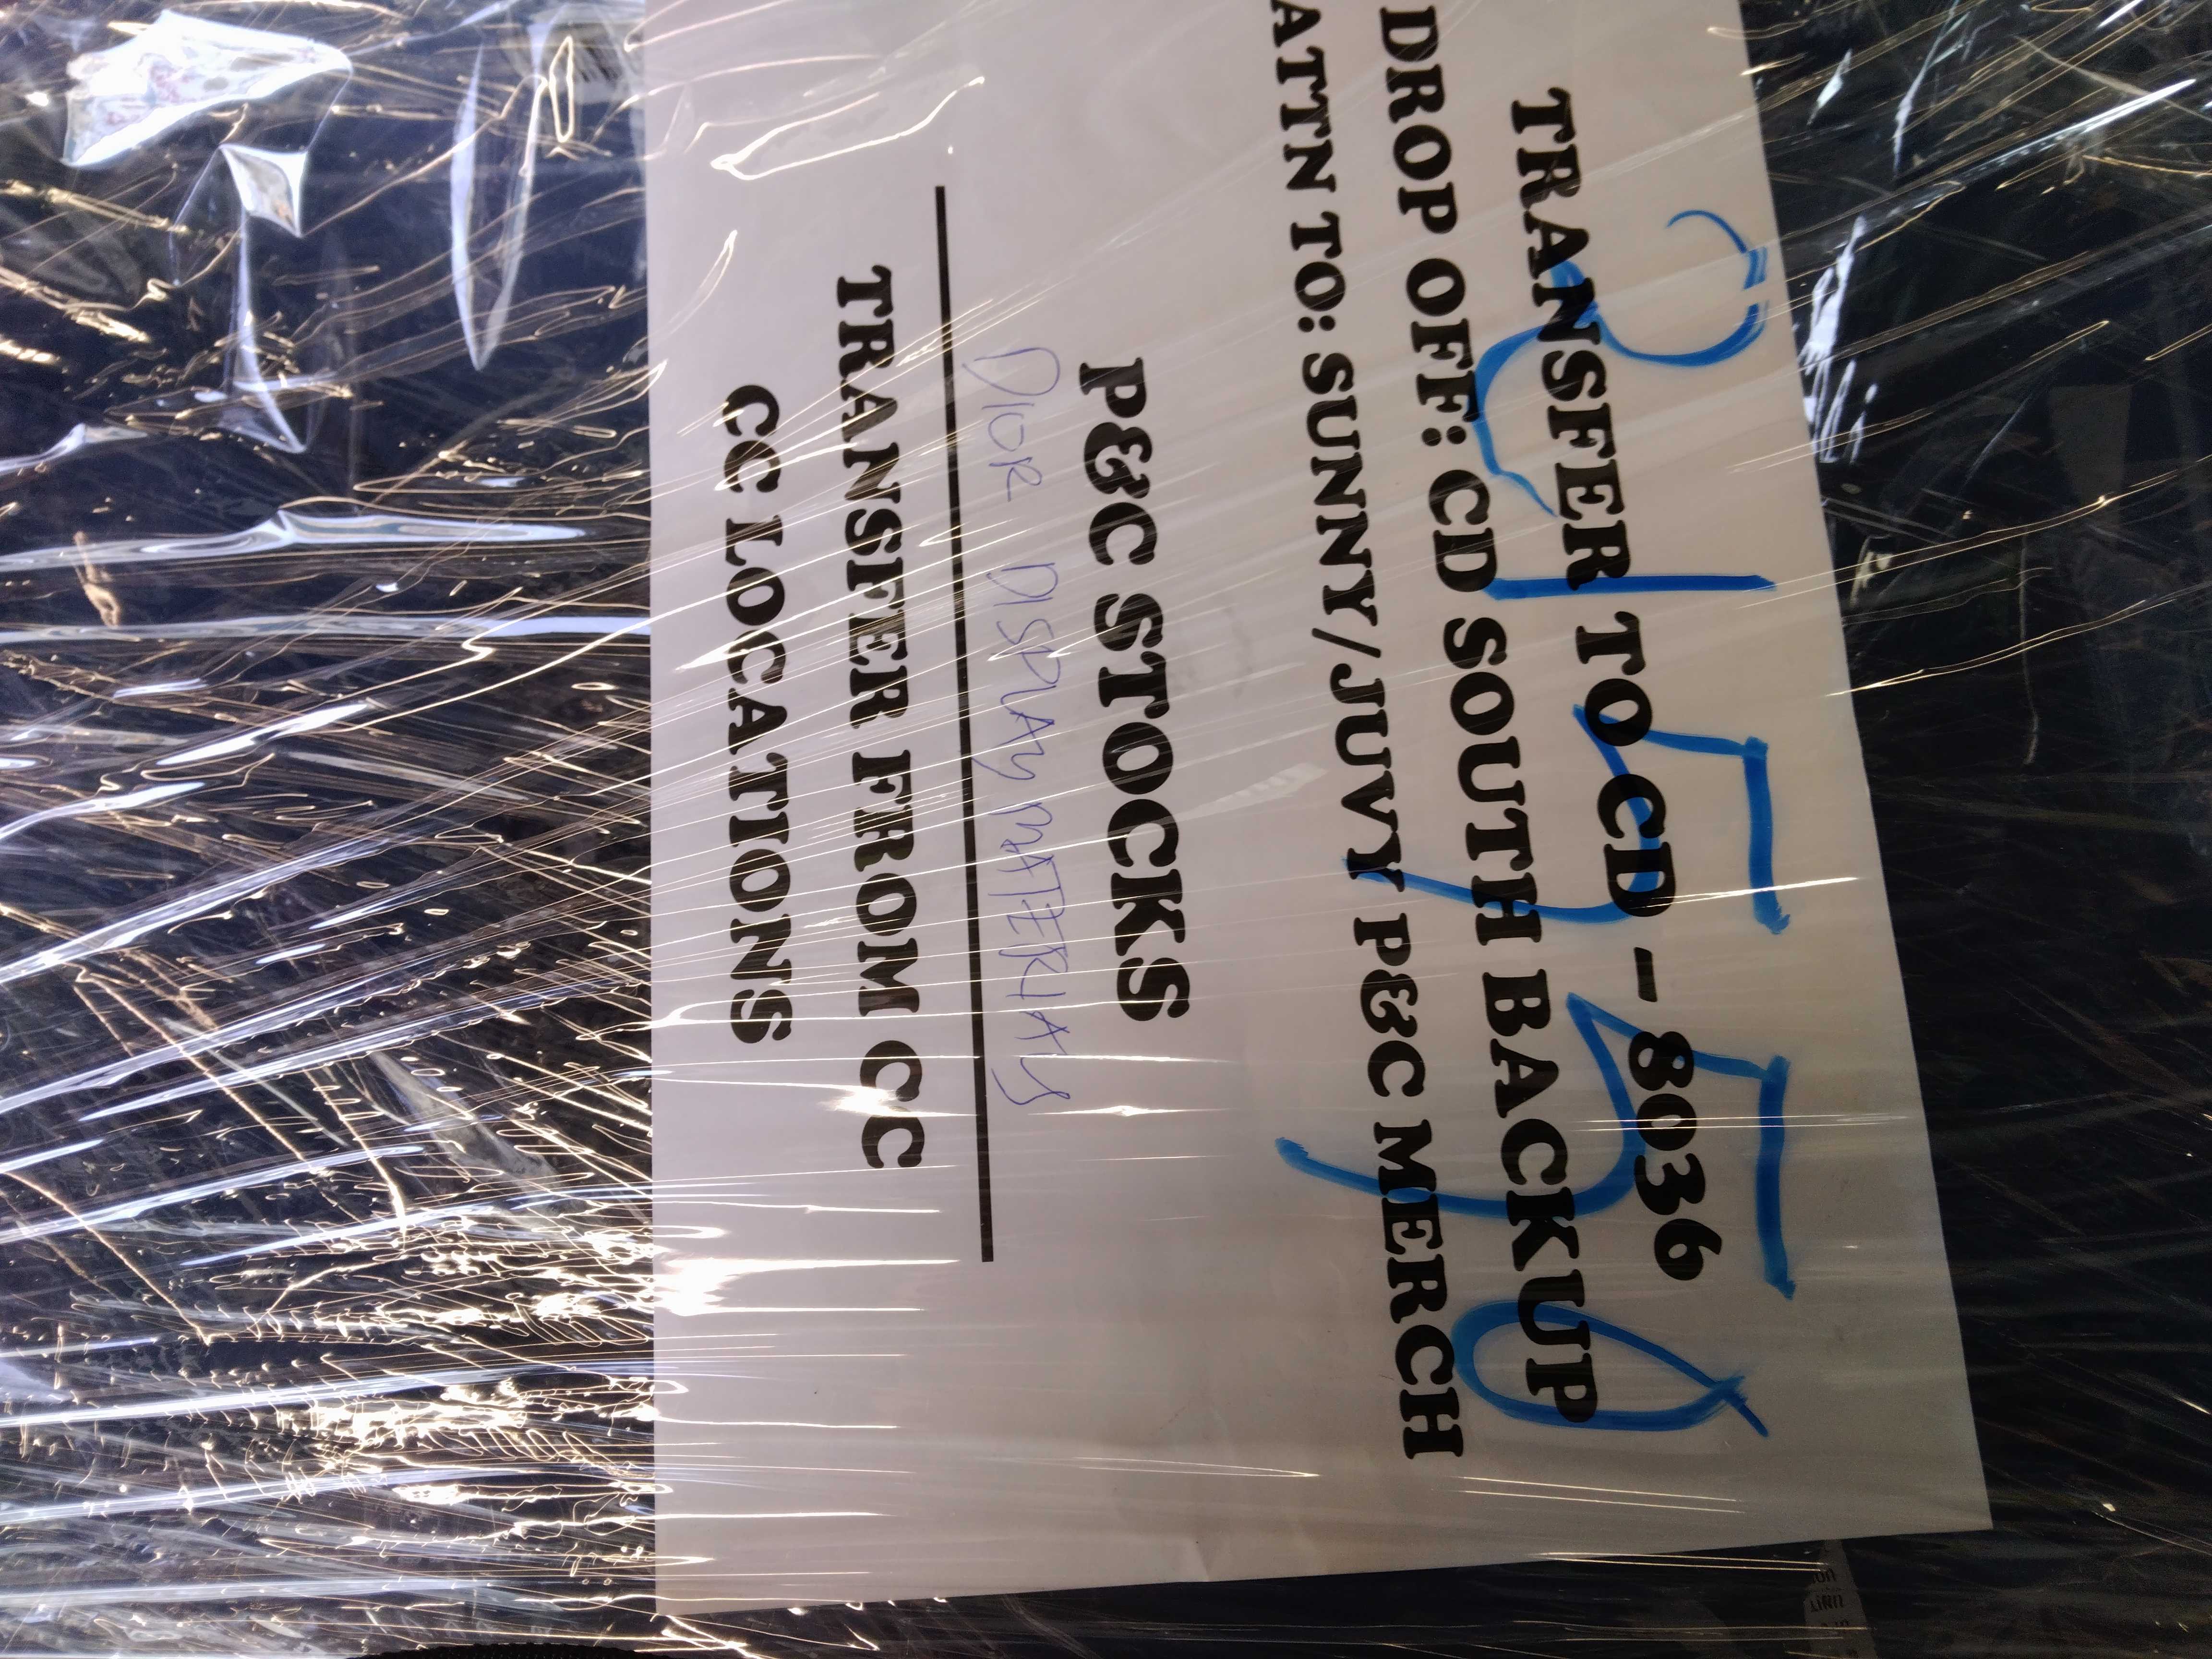 TRANSFER TO CD - 8036
DROP OFF: CD SOUTH BACKUP
ATTN TO: SUNNY/JUVY P&C MERCH
P&C STOCKS
DIOR DISPLAY MATERIALS
TRANSFER FROM CC
CC LOCATIONS